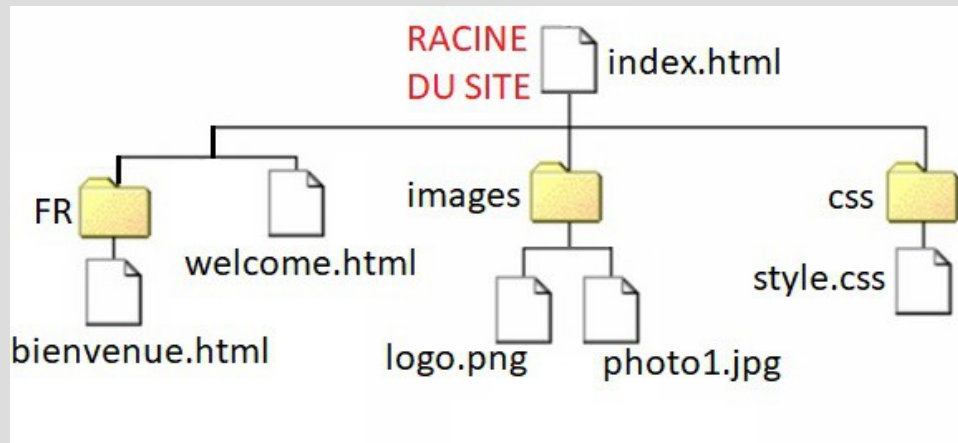 RACINE
DU SITE
index.html
FR
welcome.html
images
css
bienvenue.html
logo.png
photo1.jpg
style.css